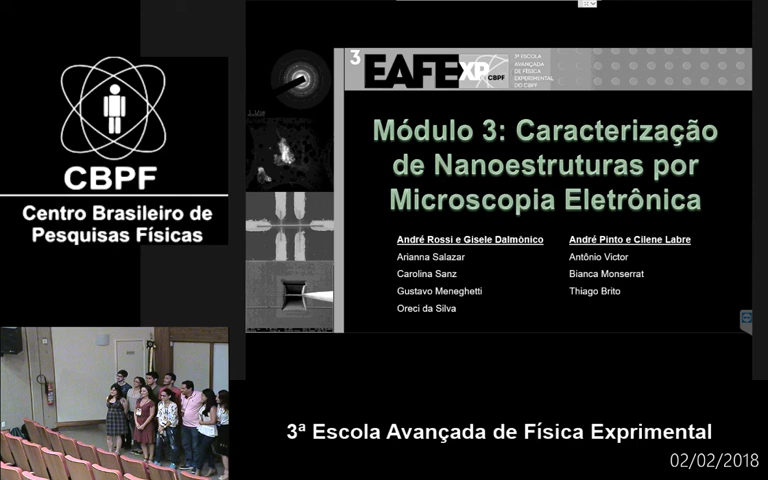 CBPF
Centro Brasileiro de
Pesquisas Físicas
3 EAFEXP CBPF
3ª ESCOLA
AVANÇADA
DE FÍSICA
EXPERIMENTAL
DO CBPF
Módulo 3: Caracterização
de Nanoestruturas por
Microscopia Eletrônica
André Rossi e Gisele Dalmônico
Arianna Salazar
Carolina Sanz
Gustavo Meneghetti
Oreci da Silva
André Pinto e Cilene Labre
Antônio Victor
Bianca Monserrat
Thiago Brito
3ª Escola Avançada de Física Exprimental
02/02/2018